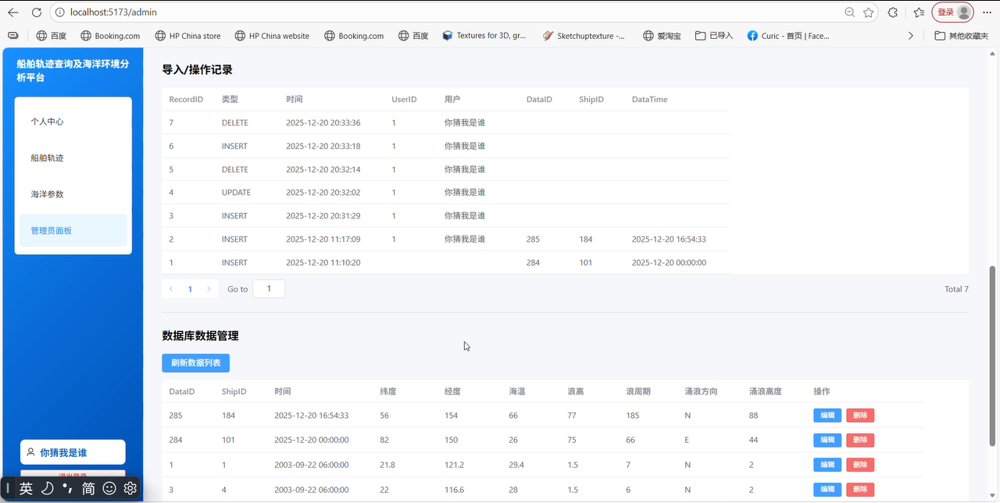 localhost:5173/admin
登录
百度
Booking.com
HP China store
HP China website
Booking.com
百度
Textures for 3D, gr...
Sketchuptexture -...
爱淘宝
已导入
Curic - 首页 | Face...
其他收藏夹
船舶轨迹查询及海洋环境分
析平台
个人中心
船舶轨迹
海洋参数
管理员面板
你猜我是谁
退出登录
英
简
导入/操作记录
RecordID 类型 时间 UserID 用户 DataID ShipID DataTime
7 DELETE 2025-12-20 20:33:36 1 你猜我是谁
6 INSERT 2025-12-20 20:33:18 1 你猜我是谁
5 DELETE 2025-12-20 20:32:14 1 你猜我是谁
4 UPDATE 2025-12-20 20:32:02 1 你猜我是谁
3 INSERT 2025-12-20 20:31:29 1 你猜我是谁
2 INSERT 2025-12-20 11:17:09 1 你猜我是谁 285 184 2025-12-20 16:54:33
1 INSERT 2025-12-20 11:10:20 284 101 2025-12-20 00:00:00
1 Go to 1 Total 7
数据库数据管理
刷新数据列表
DataID ShipID 时间 纬度 经度 海温 浪高 浪周期 涌浪方向 涌浪高度 操作
285 184 2025-12-20 16:54:33 56 154 66 77 185 N 88 编辑 删除
284 101 2025-12-20 00:00:00 82 150 26 75 66 E 44 编辑 删除
1 1 2003-09-22 06:00:00 21.8 121.2 29.4 1.5 7 N 2 编辑 删除
3 4 2003-09-22 06:00:00 22 116.6 28 1.5 6 N 2 编辑 删除